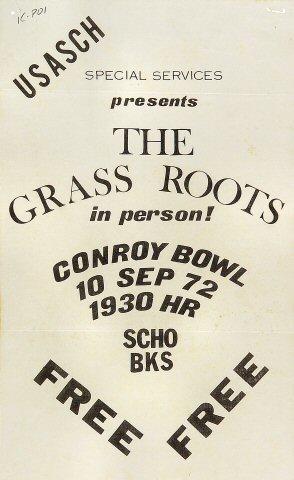 IC-701
USASCH
SPECIAL SERVICES
presents
THE
GRASS ROOTS
in person!
CONROY BOWL
10 SEP 72
1930 HR
SCHO
BKS
FREE FREE